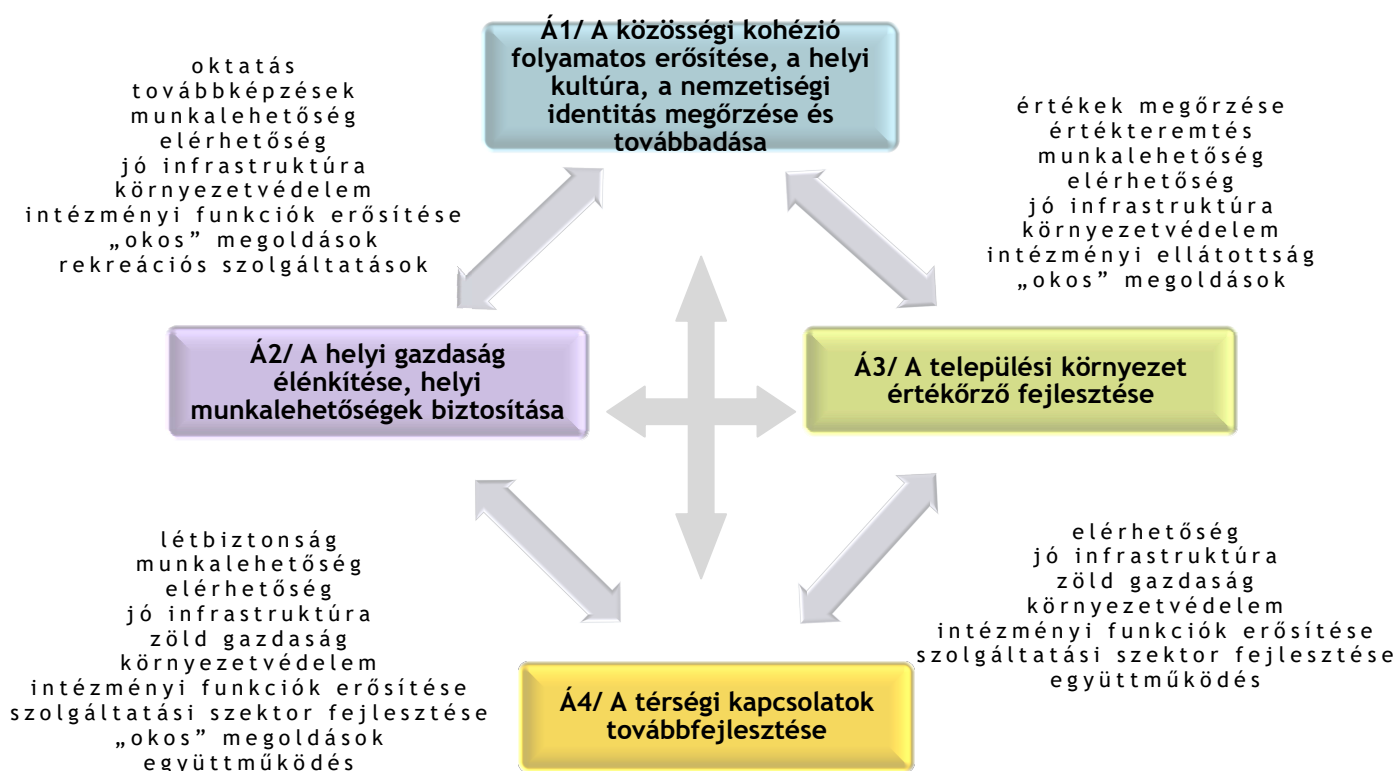 Á1/ A közösségi kohézió
folyamatos erősítése, a helyi
kultúra, a nemzetiségi
identitás megőrzése és
továbbadása
oktatás
továbbképzések
munkalehetőség
elérhetőség
jó infrastruktúra
környezetvédelem
intézményi funkciók erősítése
„okos” megoldások
rekreációs szolgáltatások
értékek megőrzése
értékteremtés
munkalehetőség
elérhetőség
jó infrastruktúra
környezetvédelem
intézményi ellátottság
„okos” megoldások
Á2/ A helyi gazdaság
élénkítése, helyi
munkalehetőségek biztosítása
Á3/ A települési környezet
értékőrző fejlesztése
létbiztonság
munkalehetőség
elérhetőség
jó infrastruktúra
zöld gazdaság
környezetvédelem
intézményi funkciók erősítése
szolgáltatási szektor fejlesztése
„okos” megoldások
együttműködés
elérhetőség
jó infrastruktúra
zöld gazdaság
környezetvédelem
intézményi funkciók erősítése
szolgáltatási szektor fejlesztése
együttműködés
Á4/ A térségi kapcsolatok
továbbfejlesztése